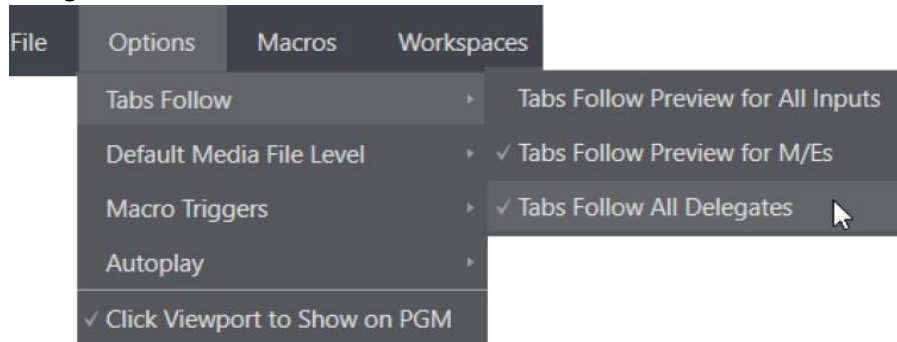 File Options Macros Workspaces
Tabs Follow
Default Media File Level
Macro Triggers
Autoplay
✓ Click Viewport to Show on PGM
Tabs Follow Preview for All Inputs
✓ Tabs Follow Preview for M/Es
✓ Tabs Follow All Delegates